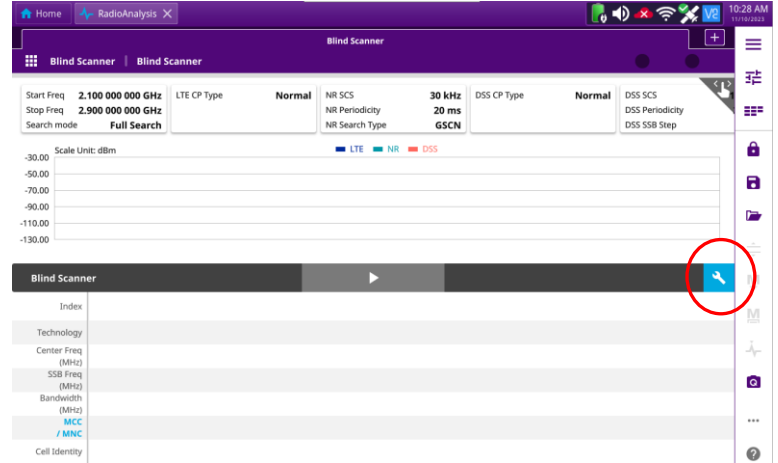 Home RadioAnalysis V2 10:28 AM
11/10/2023
Blind Scanner
Blind Scanner | Blind Scanner
Start Freq 2.100 000 000 GHz
Stop Freq 2.900 000 000 GHz
Search mode Full Search
LTE CP Type Normal
NR SCS 30 kHz
NR Periodicity 20 ms
NR Search Type GSCN
DSS CP Type Normal
DSS SCS
DSS Periodicity
DSS SSB Step
Scale Unit: dBm
LTE NR DSS
-30.00
-50.00
-70.00
-90.00
-110.00
-130.00
Blind Scanner
Index
Technology
Center Freq
(MHz)
SSB Freq
(MHz)
Bandwidth
(MHz)
MCC
/ MNC
Cell Identity
M